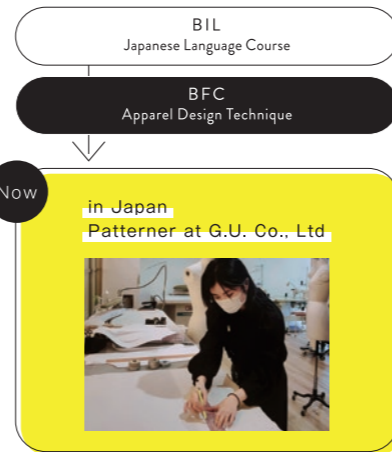 BIL
Japanese Language Course
BFC
Apparel Design Technique
Now
in Japan
Patterner at G.U. Co., Ltd